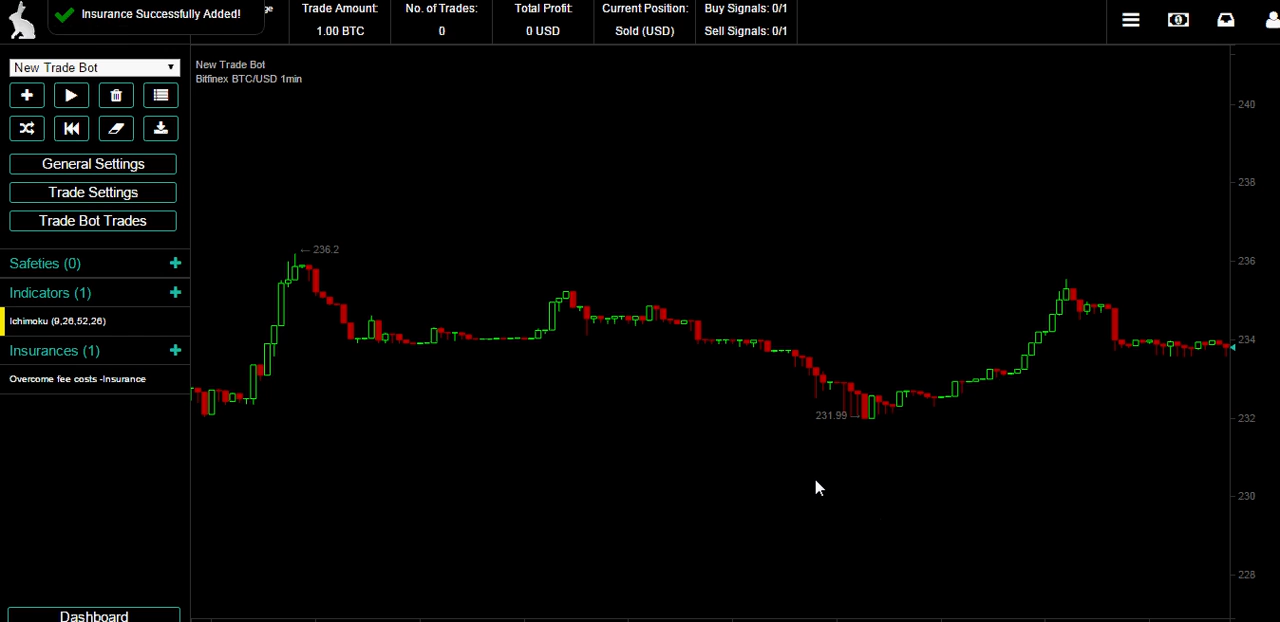 Insurance Successfully Added!
ge
Trade Amount:
1.00 BTC
No. of Trades:
0
Total Profit:
0 USD
Current Position:
Sold (USD)
Buy Signals: 0/1
Sell Signals: 0/1
New Trade Bot
General Settings
Trade Settings
Trade Bot Trades
Safeties (0)
Indicators (1)
Ichimoku (9,26,52,26)
Insurances (1)
Overcome fee costs -Insurance
Dashboard
New Trade Bot
Bitfinex BTC/USD 1min
236.2
231.99
240
238
236
234
232
230
228